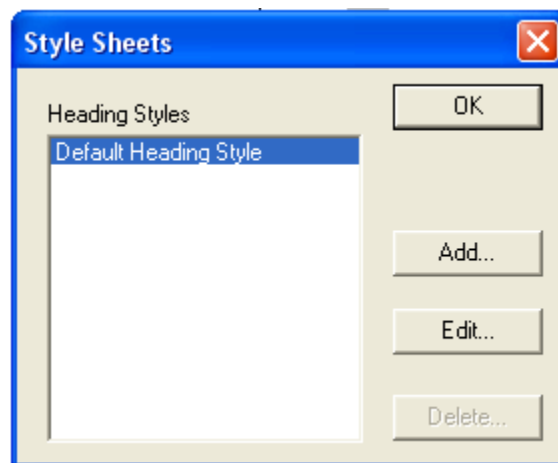 Style Sheets
Heading Styles
Default Heading Style
OK
Add...
Edit...
Delete...